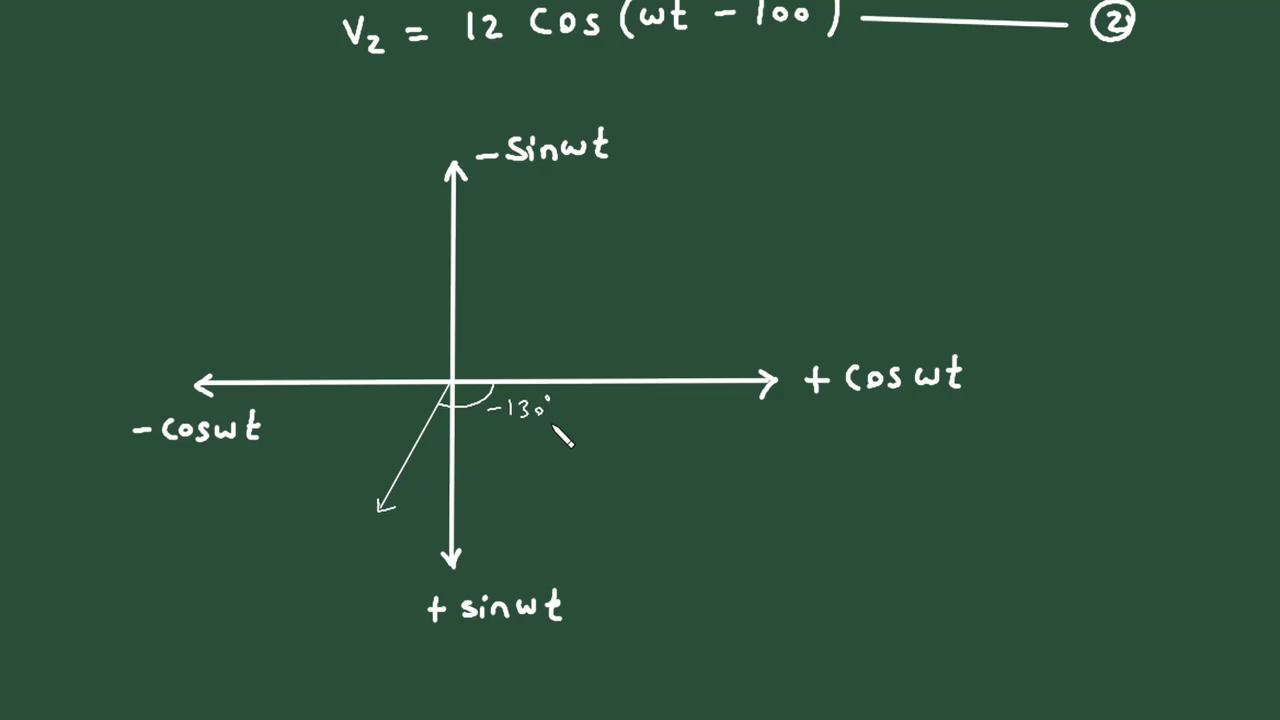 V₂ = 12 Cos (ωt - 100) ②
- Sinωt
+ Cos ωt
-130°
- Cosωt
+ sinωt